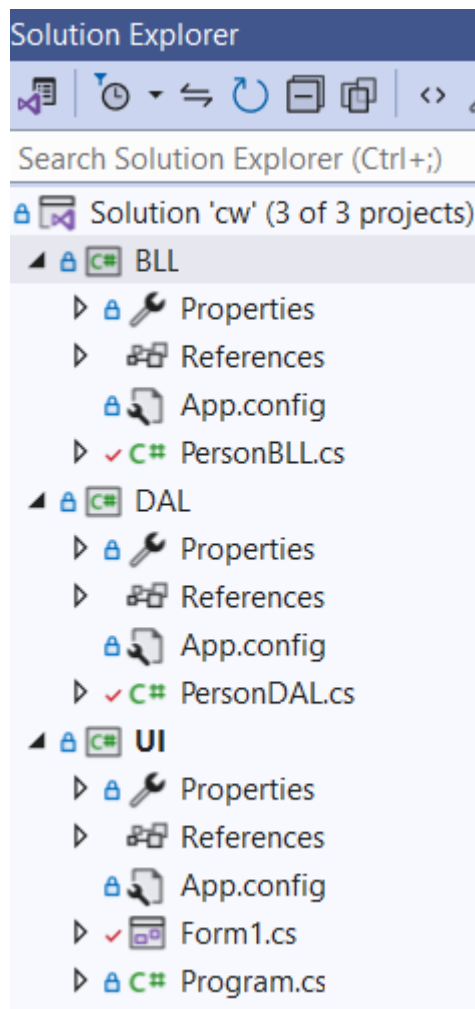 Solution Explorer
Search Solution Explorer (Ctrl+;)
Solution 'cw' (3 of 3 projects)
C# BLL
Properties
References
App.config
C# PersonBLL.cs
C# DAL
Properties
References
App.config
C# PersonDAL.cs
C# UI
Properties
References
App.config
Form1.cs
C# Program.cs